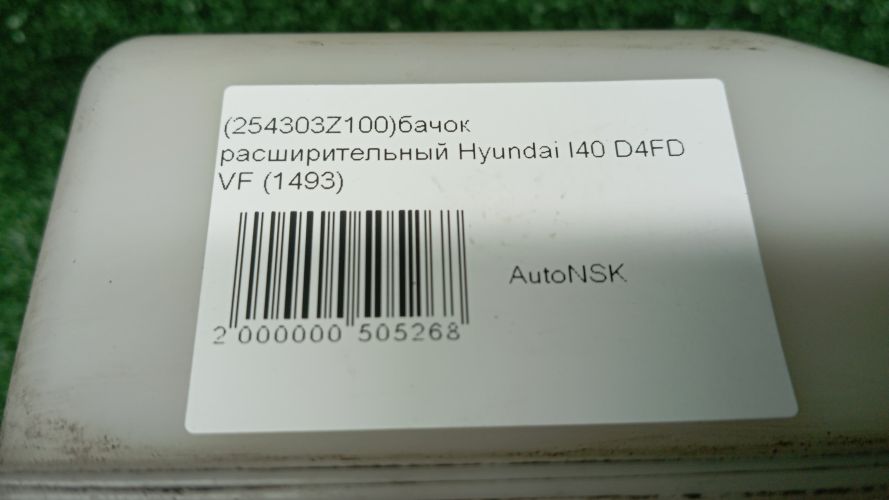 (254303Z100)бачок
расширительный Hyundai I40 D4FD
VF (1493)
AutoNSK
2 000000 505268